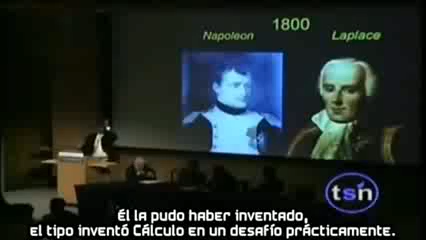 1800
Napoleon
Laplace
tsn
Él la pudo haber inventado,
el tipo inventó Cálculo en un desafío prácticamente.